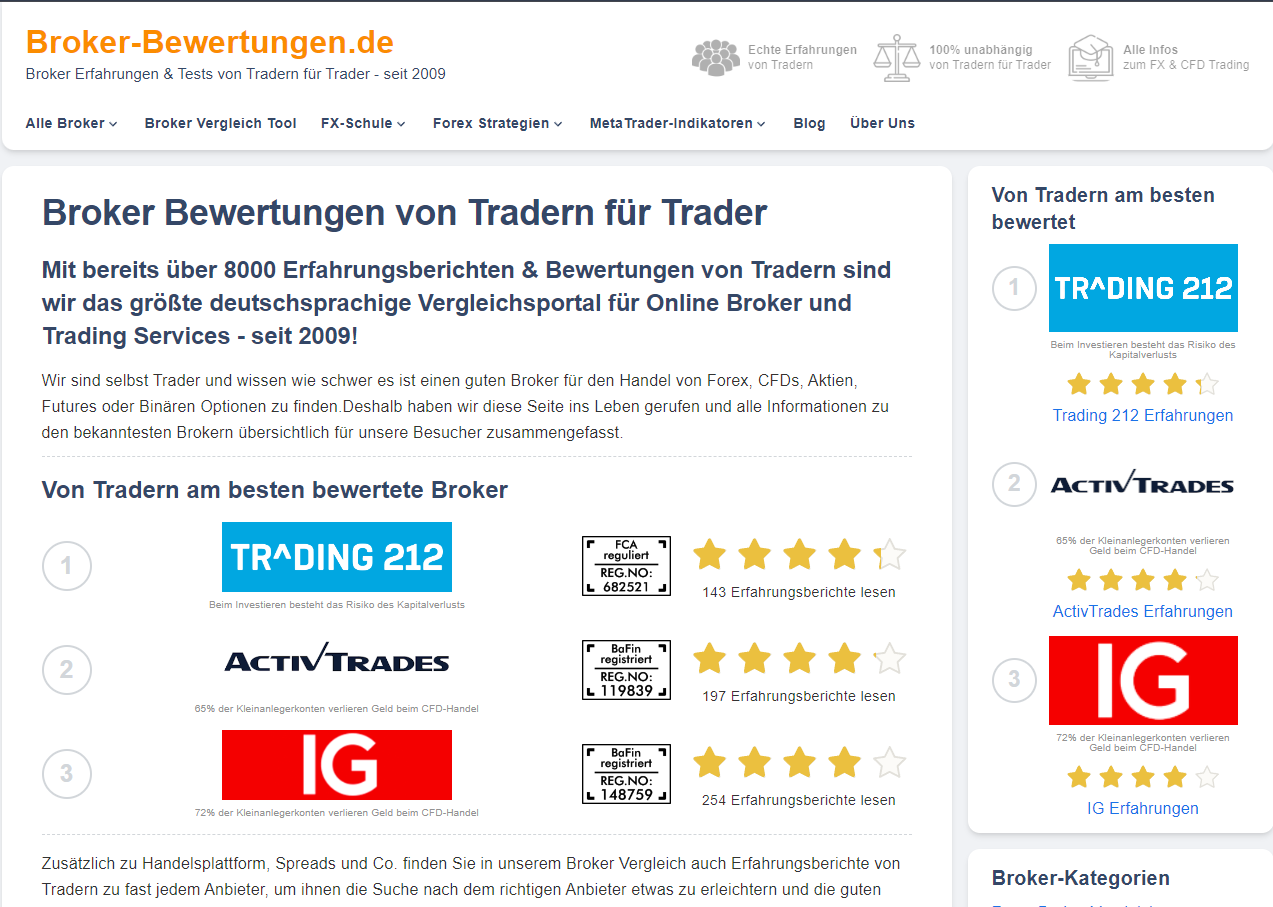 Broker-Bewertungen.de
Broker Erfahrungen & Tests von Tradern für Trader - seit 2009
Echte Erfahrungen
von Tradern
100% unabhängig
von Tradern für Trader
Alle Infos
zum FX & CFD Trading
Alle Broker
Broker Vergleich Tool
FX-Schule
Forex Strategien
MetaTrader-Indikatoren
Blog
Über Uns
Broker Bewertungen von Tradern für Trader
Mit bereits über 8000 Erfahrungsberichten & Bewertungen von Tradern sind
wir das größte deutschsprachige Vergleichsportal für Online Broker und
Trading Services - seit 2009!
Wir sind selbst Trader und wissen wie schwer es ist einen guten Broker für den Handel von Forex, CFDs, Aktien,
Futures oder Binären Optionen zu finden.Deshalb haben wir diese Seite ins Leben gerufen und alle Informationen zu
den bekanntesten Brokern übersichtlich für unsere Besucher zusammengefasst.
Von Tradern am besten bewertete Broker
1
TRADING 212
Beim Investieren besteht das Risiko des Kapitalverlusts
FCA
reguliert
REG.NO:
682521
143 Erfahrungsberichte lesen
2
ACTIVTRADES
65% der Kleinanlegerkonten verlieren Geld beim CFD-Handel
BaFin
registriert
REG.NO:
119839
197 Erfahrungsberichte lesen
3
IG
72% der Kleinanlegerkonten verlieren Geld beim CFD-Handel
BaFin
registriert
REG.NO:
148759
254 Erfahrungsberichte lesen
Zusätzlich zu Handelsplattform, Spreads und Co. finden Sie in unserem Broker Vergleich auch Erfahrungsberichte von
Tradern zu fast jedem Anbieter, um ihnen die Suche nach dem richtigen Anbieter etwas zu erleichtern und die guten
Von Tradern am besten
bewertet
1
TRADING 212
Beim Investieren besteht das Risiko des
Kapitalverlusts
Trading 212 Erfahrungen
2
ACTIVTRADES
65% der Kleinanlegerkonten verlieren
Geld beim CFD-Handel
ActivTrades Erfahrungen
3
IG
72% der Kleinanlegerkonten verlieren
Geld beim CFD-Handel
IG Erfahrungen
Broker-Kategorien